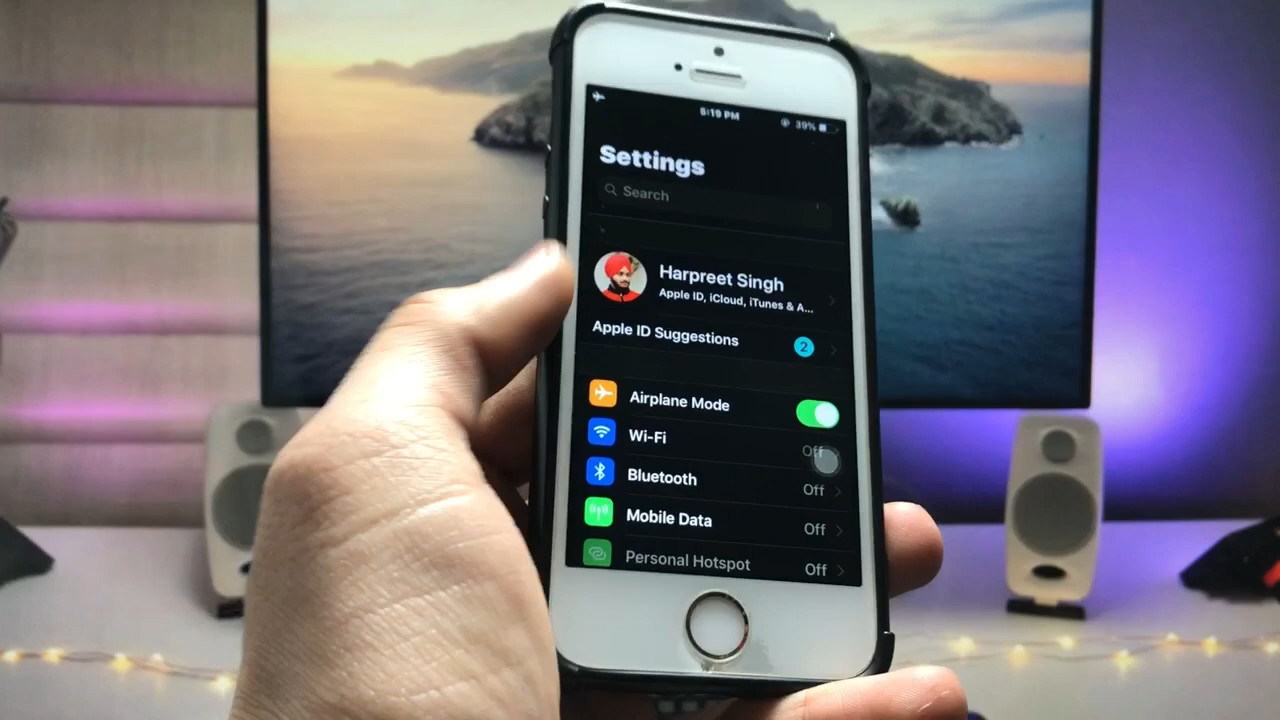 5:19 PM
39%
Settings
Search
Harpreet Singh
Apple ID, iCloud, iTunes & A...
Apple ID Suggestions
2
Airplane Mode
Wi-Fi
Off
Bluetooth
Off
Mobile Data
Off
Personal Hotspot
Off